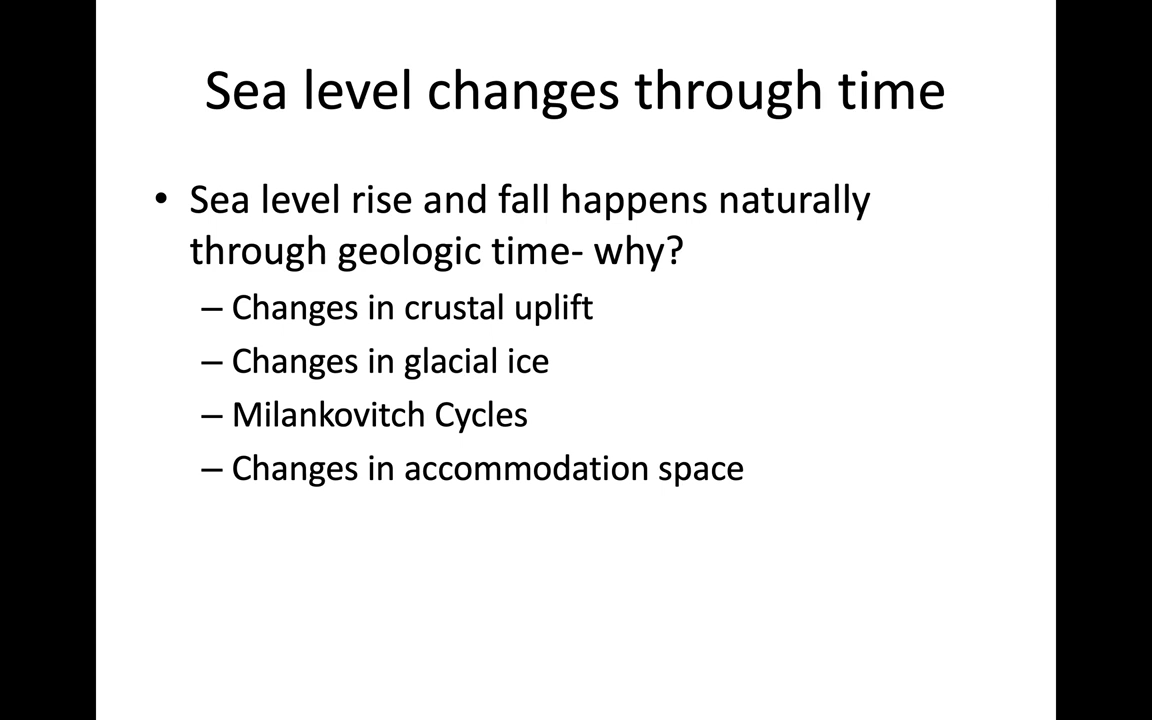 Sea level changes through time
• Sea level rise and fall happens naturally
through geologic time- why?
– Changes in crustal uplift
– Changes in glacial ice
– Milankovitch Cycles
– Changes in accommodation space